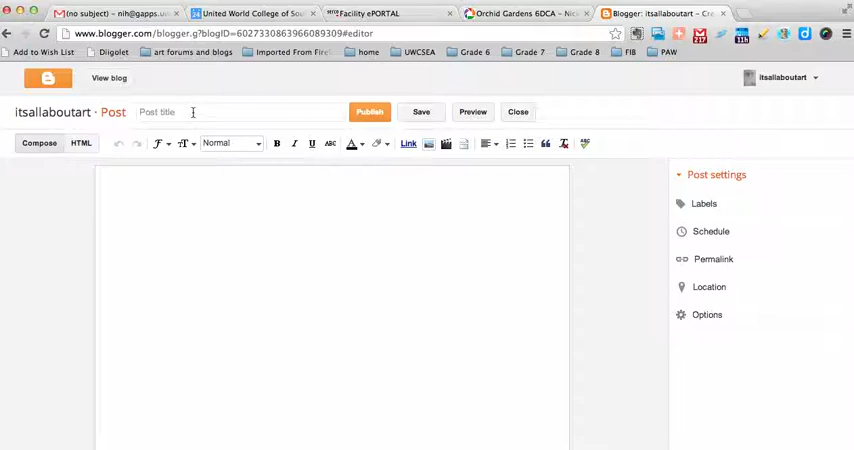 (no subject) – nih@gapps.uw
United World College of Sou
Facility ePORTAL
Orchid Gardens 6DCA – Nick
Blogger: itsallaboutart – Cre
www.blogger.com/blogger.g?blogID=6027330863966089309#editor
Add to Wish List Diigolet art forums and blogs Imported From Firef home UWCSEA Grade 6 Grade 7 Grade 8 FIB PAW
View blog
itsallaboutart
itsallaboutart · Post Post title Publish Save Preview Close
Compose HTML Normal B I U ABC A Link
Post settings
Labels
Schedule
Permalink
Location
Options